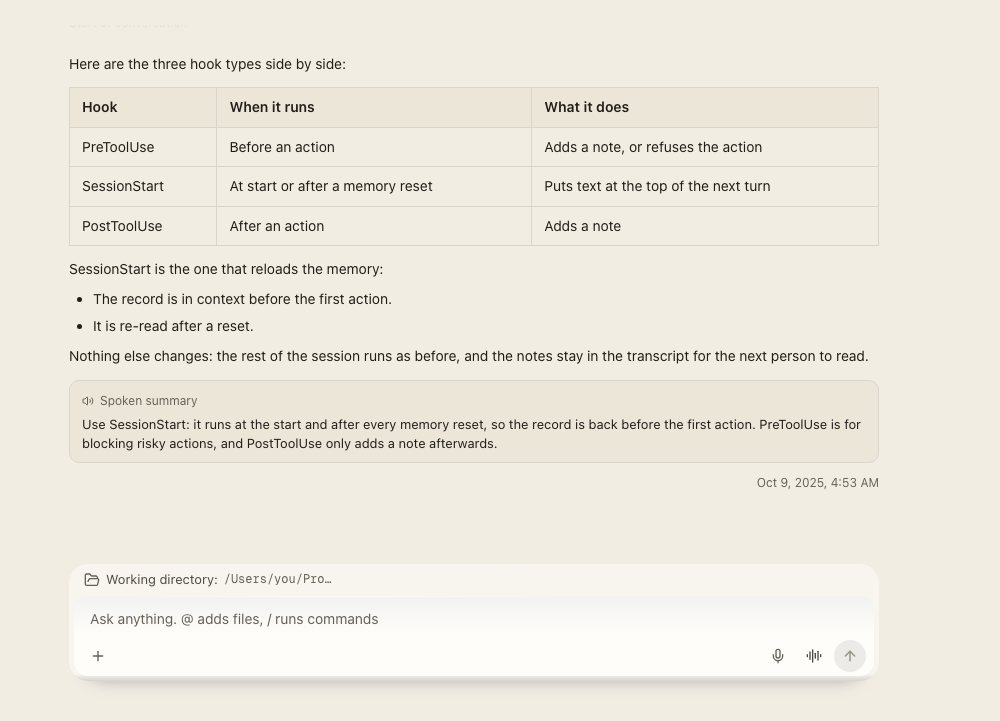 Here are the three hook types side by side:
Hook When it runs What it does
PreToolUse Before an action Adds a note, or refuses the action
SessionStart At start or after a memory reset Puts text at the top of the next turn
PostToolUse After an action Adds a note
SessionStart is the one that reloads the memory:
• The record is in context before the first action.
• It is re-read after a reset.
Nothing else changes: the rest of the session runs as before, and the notes stay in the transcript for the next person to read.
Spoken summary
Use SessionStart: it runs at the start and after every memory reset, so the record is back before the first action. PreToolUse is for
blocking risky actions, and PostToolUse only adds a note afterwards.
Oct 9, 2025, 4:53 AM
Working directory: /Users/you/Pro…
Ask anything. @ adds files, / runs commands